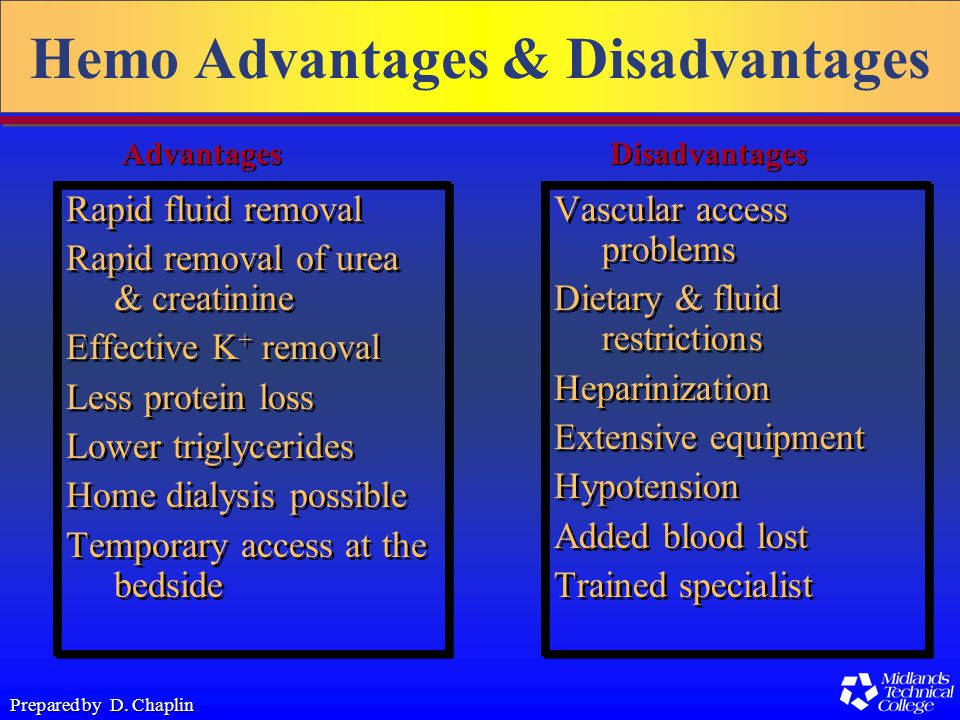 Hemo Advantages & Disadvantages
Advantages
Rapid fluid removal
Rapid removal of urea
& creatinine
Effective K⁺ removal
Less protein loss
Lower triglycerides
Home dialysis possible
Temporary access at the
bedside
Disadvantages
Vascular access
problems
Dietary & fluid
restrictions
Heparinization
Extensive equipment
Hypotension
Added blood lost
Trained specialist
Prepared by D. Chaplin
Midlands
Technical
College